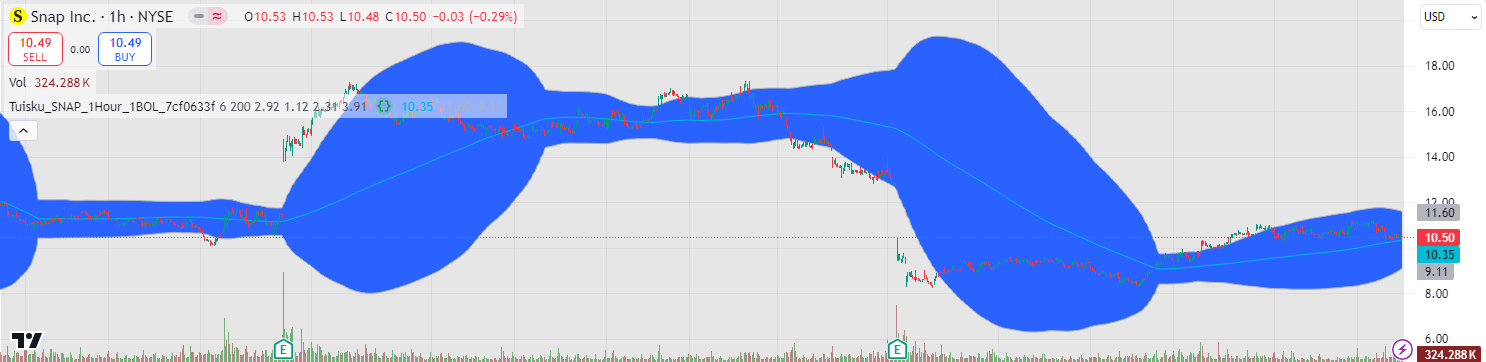 S Snap Inc. · 1h · NYSE O10.53 H10.53 L10.48 C10.50 −0.03 (−0.29%)
USD
10.49 SELL 0.00 10.49 BUY
Vol 324.288 K
Tuisku_SNAP_1Hour_1BOL_7cf0633f 6 200 2.92 1.12 2.31 3.91 {} 10.35
18.00
16.00
14.00
12.00
11.60
10.50
10.35
9.11
8.00
6.00
E
E
324.288 K